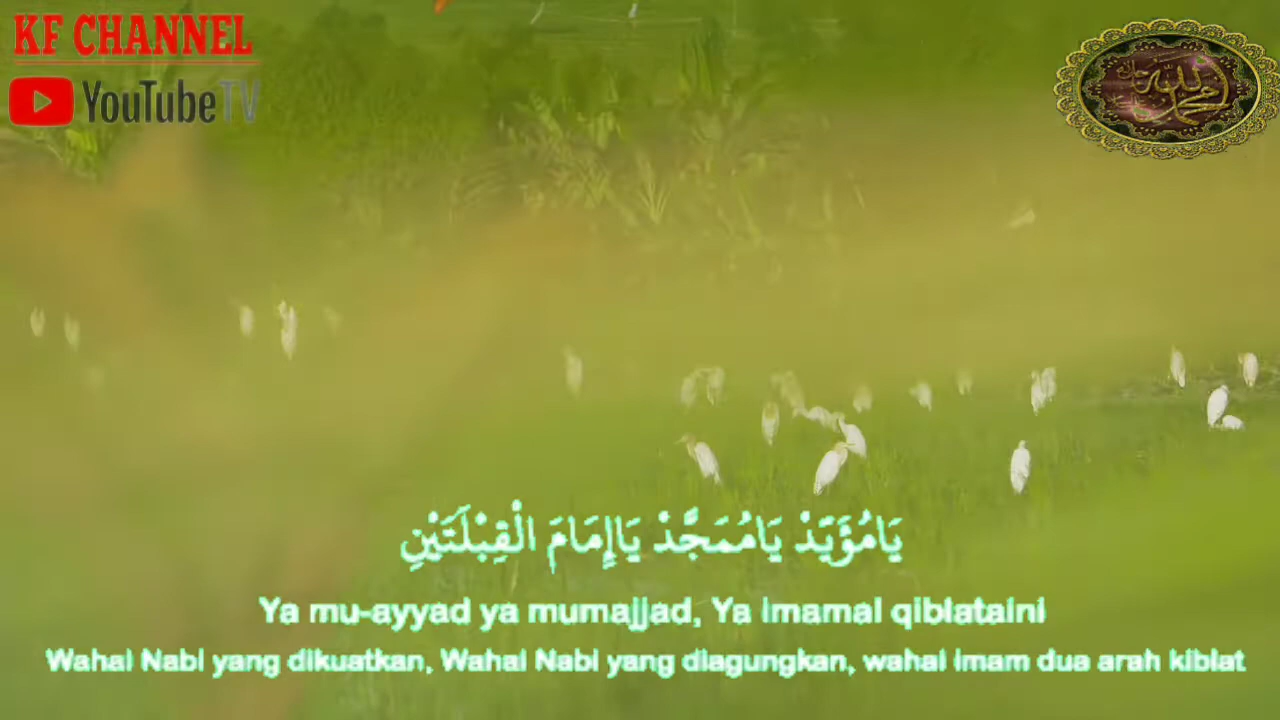 KF CHANNEL
YouTubeTV
يَامُؤَيَّدْ يَامُمَجَّدْ يَاإِمَامَ الْقِبْلَتَيْنِ
Ya mu-ayyad ya mumajjad, Ya imamal qiblataini
Wahai Nabi yang dikuatkan, Wahai Nabi yang diagungkan, wahai imam dua arah kiblat